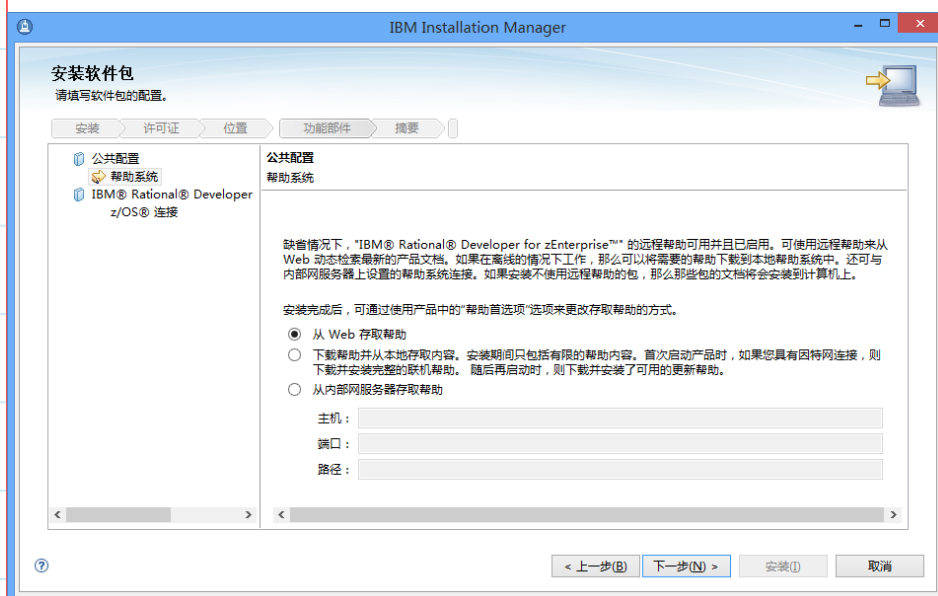 IBM Installation Manager
安装软件包
请填写软件包的配置。
安装
许可证
位置
功能部件
摘要
公共配置
帮助系统
IBM® Rational® Developer
z/OS® 连接
公共配置
帮助系统
缺省情况下，"IBM® Rational® Developer for zEnterprise™" 的远程帮助可用并且已启用。可使用远程帮助来从
Web 动态检索最新的产品文档。如果在离线的情况下工作，那么可以将需要的帮助下载到本地帮助系统中。还可与
内部网服务器上设置的帮助系统连接。如果安装不使用远程帮助的包，那么那些包的文档将会安装到计算机上。
安装完成后，可通过使用产品中的“帮助首选项”选项来更改存取帮助的方式。
从 Web 存取帮助
下载帮助并从本地存取内容。安装期间只包括有限的帮助内容。首次启动产品时，如果您具有因特网连接，则
下载并安装完整的联机帮助。 随后再启动时，则下载并安装了可用的更新帮助。
从内部网服务器存取帮助
主机：
端口：
路径：
< 上一步(B)
下一步(N) >
安装(I)
取消